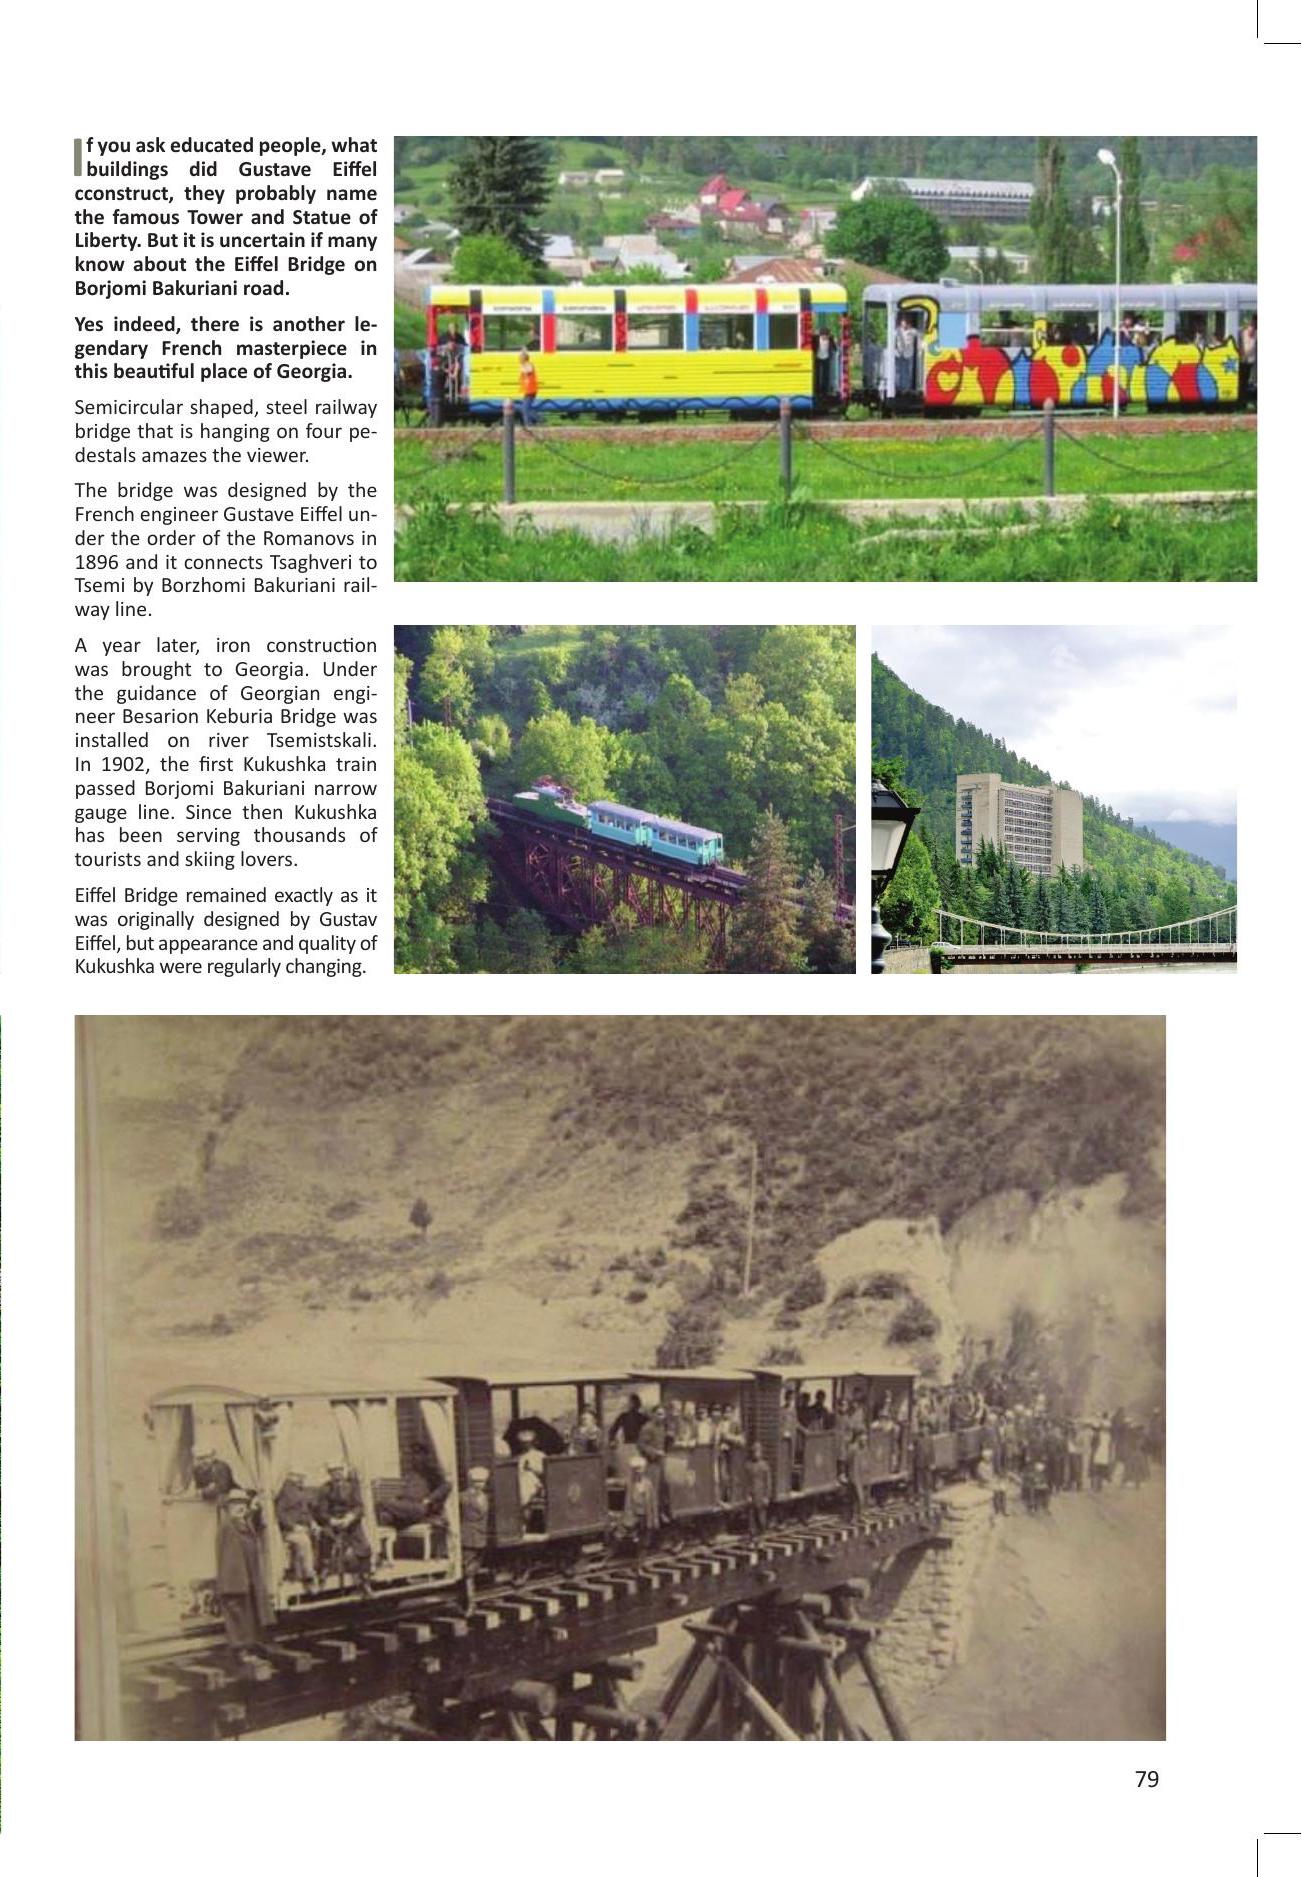 If you ask educated people, what
buildings did Gustave Eiffel
cconstruct, they probably name
the famous Tower and Statue of
Liberty. But it is uncertain if many
know about the Eiffel Bridge on
Borjomi Bakuriani road.
Yes indeed, there is another le-
gendary French masterpiece in
this beautiful place of Georgia.
Semicircular shaped, steel railway
bridge that is hanging on four pe-
destals amazes the viewer.
The bridge was designed by the
French engineer Gustave Eiffel un-
der the order of the Romanovs in
1896 and it connects Tsaghveri to
Tsemi by Borzhomi Bakuriani rail-
way line.
A year later, iron construction
was brought to Georgia. Under
the guidance of Georgian engi-
neer Besarion Keburia Bridge was
installed on river Tsemistskali.
In 1902, the first Kukushka train
passed Borjomi Bakuriani narrow
gauge line. Since then Kukushka
has been serving thousands of
tourists and skiing lovers.
Eiffel Bridge remained exactly as it
was originally designed by Gustav
Eiffel, but appearance and quality of
Kukushka were regularly changing.
79